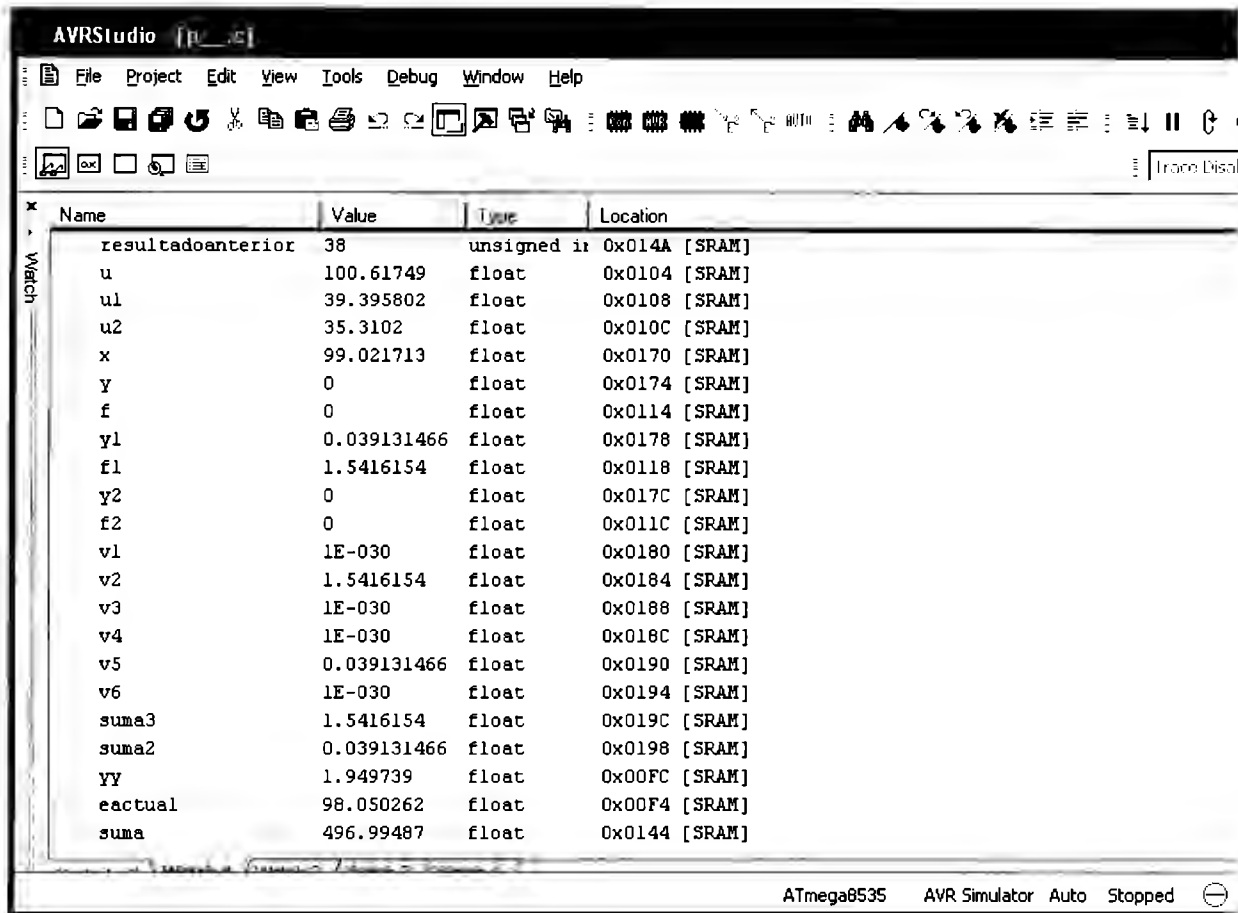 AVRStudio
File Project Edit View Tools Debug Window Help
AUTO
Trace Disal
Watch
Name Value Type Location
resultadoanterior 38 unsigned in 0x014A [SRAM]
u 100.61749 float 0x0104 [SRAM]
u1 39.395802 float 0x0108 [SRAM]
u2 35.3102 float 0x010C [SRAM]
x 99.021713 float 0x0170 [SRAM]
y 0 float 0x0174 [SRAM]
f 0 float 0x0114 [SRAM]
y1 0.039131466 float 0x0178 [SRAM]
f1 1.5416154 float 0x0118 [SRAM]
y2 0 float 0x017C [SRAM]
f2 0 float 0x011C [SRAM]
v1 1E-030 float 0x0180 [SRAM]
v2 1.5416154 float 0x0184 [SRAM]
v3 1E-030 float 0x0188 [SRAM]
v4 1E-030 float 0x018C [SRAM]
v5 0.039131466 float 0x0190 [SRAM]
v6 1E-030 float 0x0194 [SRAM]
suma3 1.5416154 float 0x019C [SRAM]
suma2 0.039131466 float 0x0198 [SRAM]
yy 1.949739 float 0x00FC [SRAM]
eactual 98.050262 float 0x00F4 [SRAM]
suma 496.99487 float 0x0144 [SRAM]
ATmega8535 AVR Simulator Auto Stopped